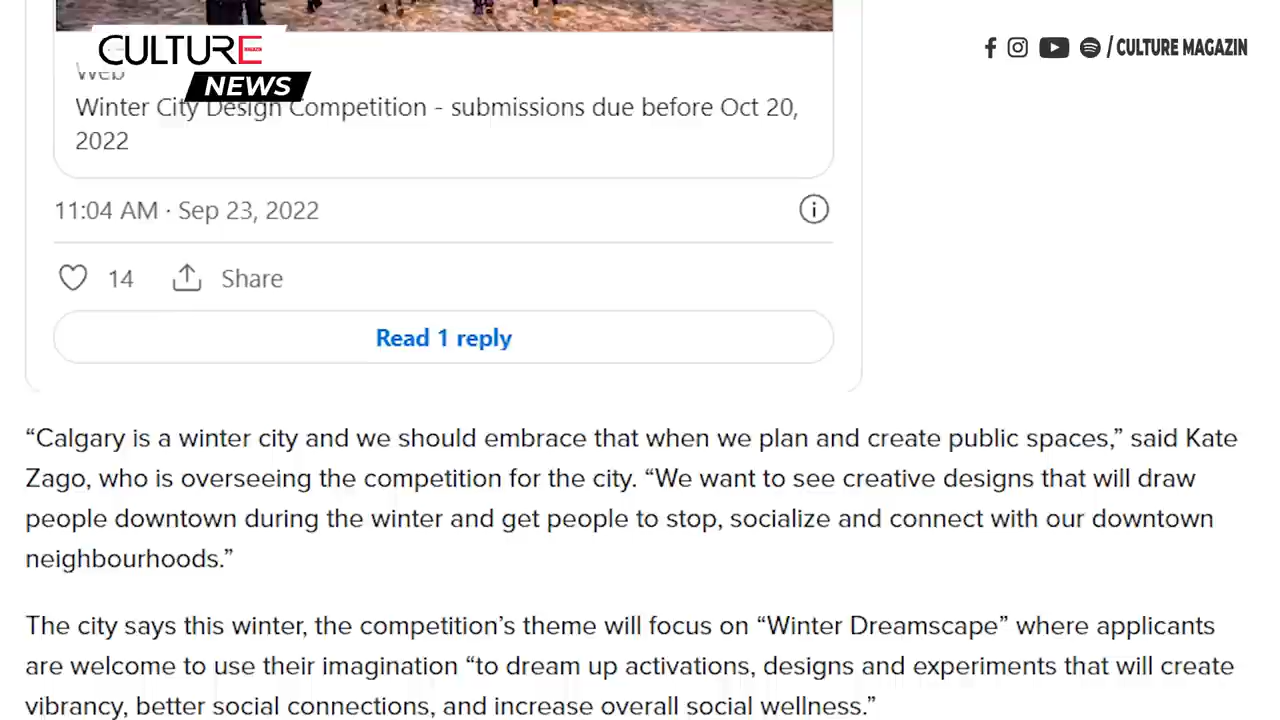 CULTURE
NEWS
/ CULTURE MAGAZIN
Web
Winter City Design Competition - submissions due before Oct 20,
2022
11:04 AM · Sep 23, 2022
14 Share
Read 1 reply
“Calgary is a winter city and we should embrace that when we plan and create public spaces,” said Kate
Zago, who is overseeing the competition for the city. “We want to see creative designs that will draw
people downtown during the winter and get people to stop, socialize and connect with our downtown
neighbourhoods.”
The city says this winter, the competition’s theme will focus on “Winter Dreamscape” where applicants
are welcome to use their imagination “to dream up activations, designs and experiments that will create
vibrancy, better social connections, and increase overall social wellness.”